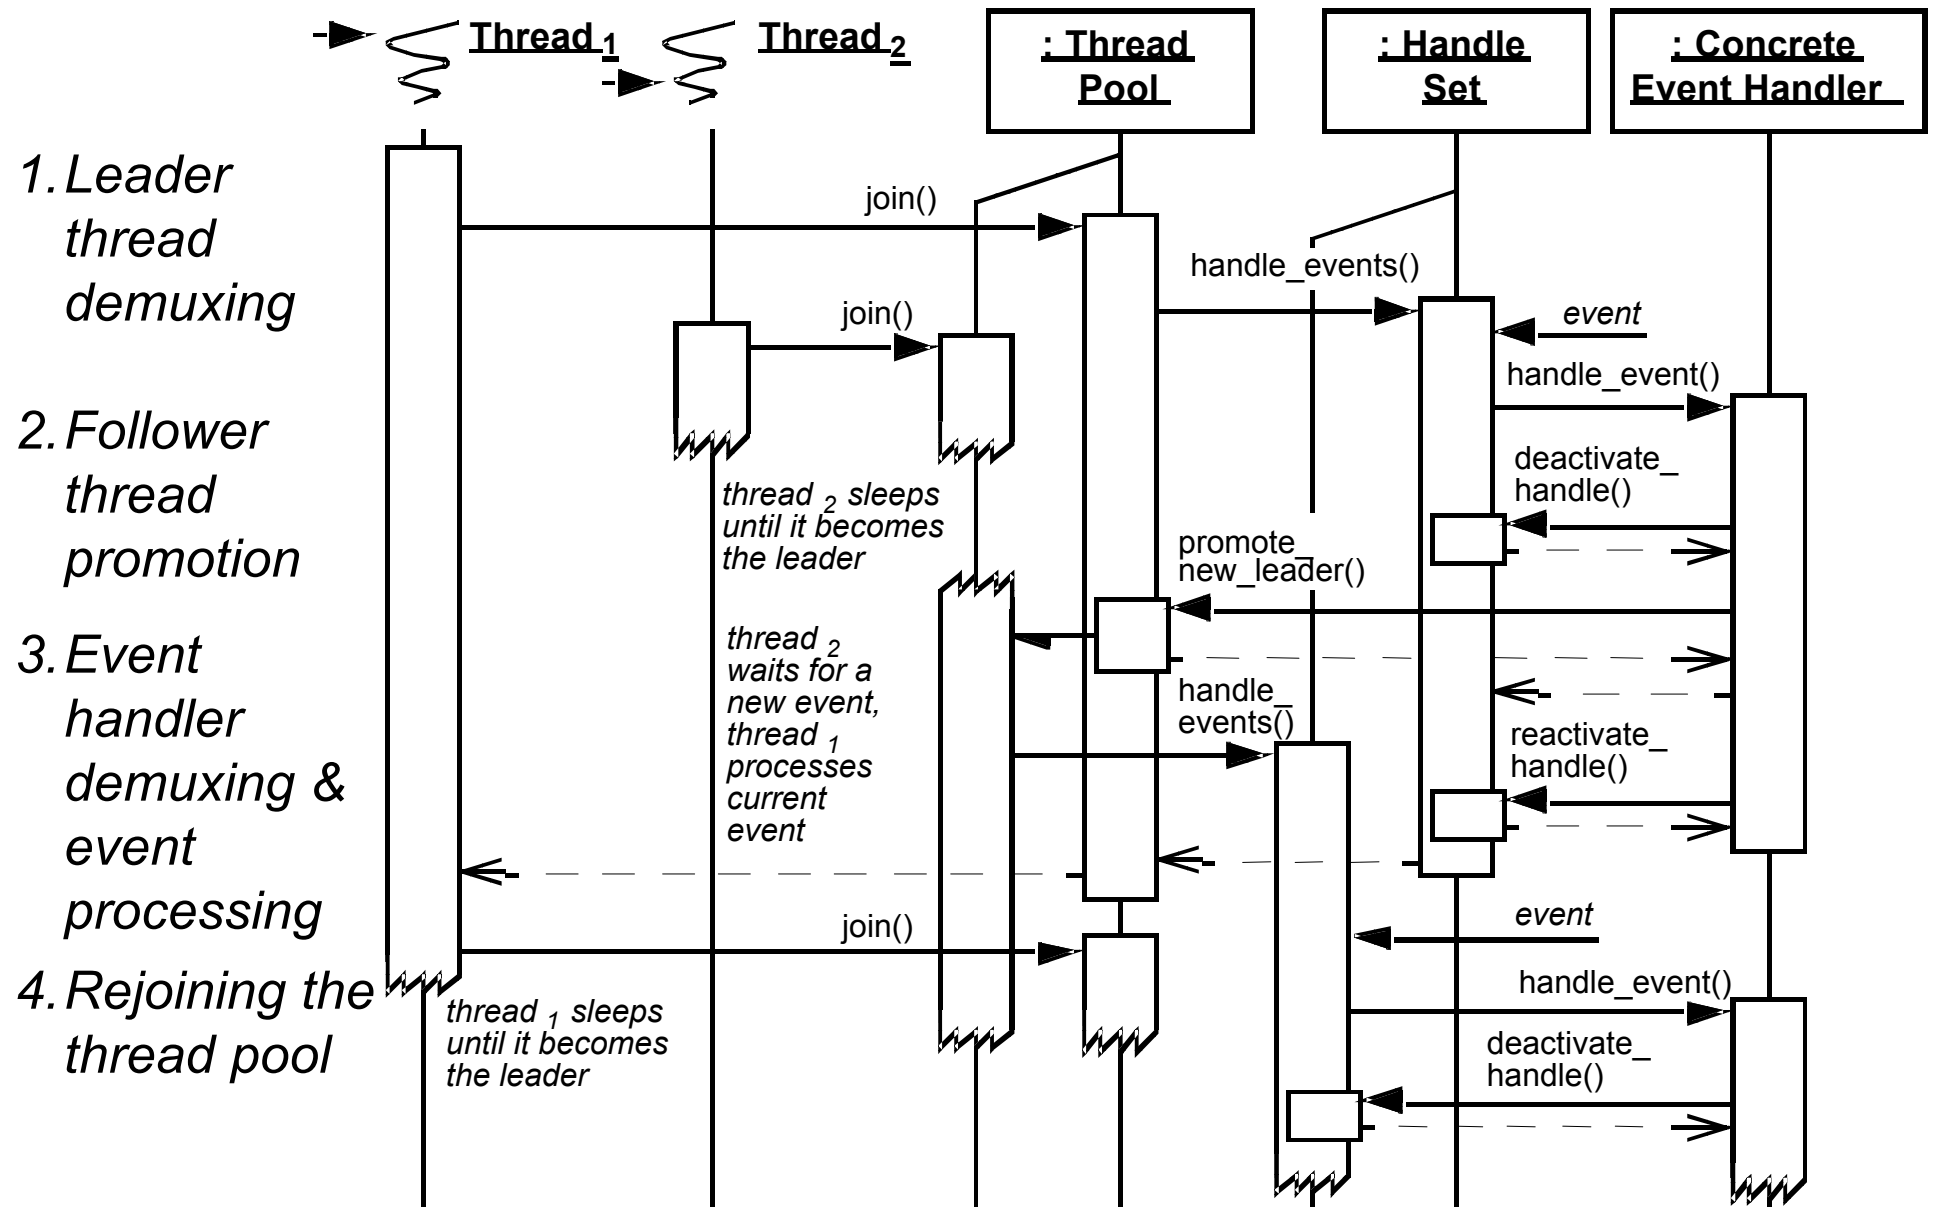 Thread 1
Thread 2
: Thread
Pool
: Handle
Set
: Concrete
Event Handler
1. Leader
thread
demuxing
2. Follower
thread
promotion
3. Event
handler
demuxing &
event
processing
4. Rejoining the
thread pool
join()
handle_events()
join()
event
handle_event()
deactivate_
handle()
thread 2 sleeps
until it becomes
the leader
promote_
new_leader()
thread 2
waits for a
new event,
thread 1
processes
current
event
handle_
events()
reactivate_
handle()
join()
event
handle_event()
thread 1 sleeps
until it becomes
the leader
deactivate_
handle()